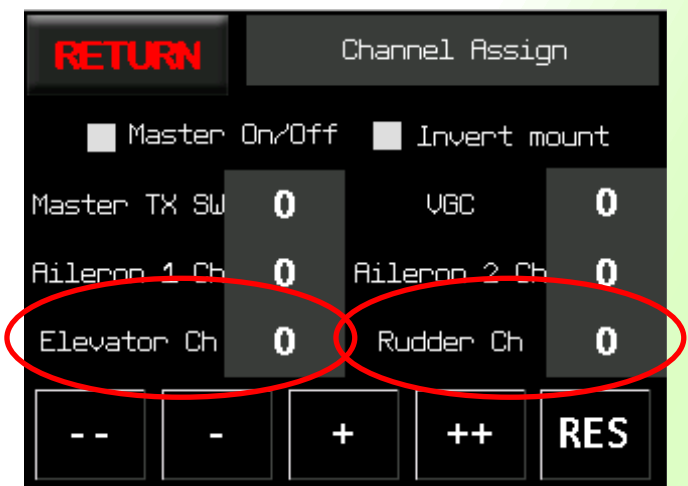 RETURN Channel Assign
Master On/Off Invert mount
Master TX SW 0 VGC 0
Aileron 1 Ch 0 Aileron 2 Ch 0
Elevator Ch 0 Rudder Ch 0
-- - + ++ RES